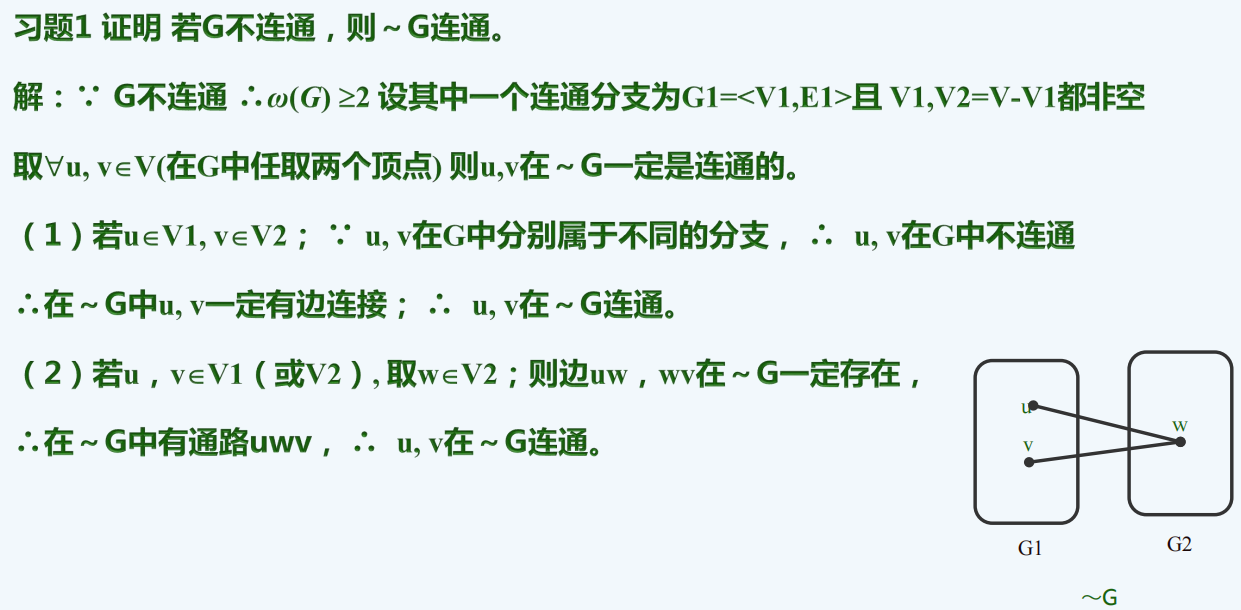 习题1 证明 若G不连通，则～G连通。
解：∵ G不连通 ∴ω(G) ≥2 设其中一个连通分支为G1=<V1,E1>且 V1,V2=V-V1都非空
取∀u, v∈V(在G中任取两个顶点) 则u,v在～G一定是连通的。
（1）若u∈V1, v∈V2； ∵ u, v在G中分别属于不同的分支， ∴ u, v在G中不连通
∴在～G中u, v一定有边连接； ∴ u, v在～G连通。
（2）若u，v∈V1（或V2）, 取w∈V2；则边uw，wv在～G一定存在，
∴在～G中有通路uwv， ∴ u, v在～G连通。
u
w
v
G1
G2
～G